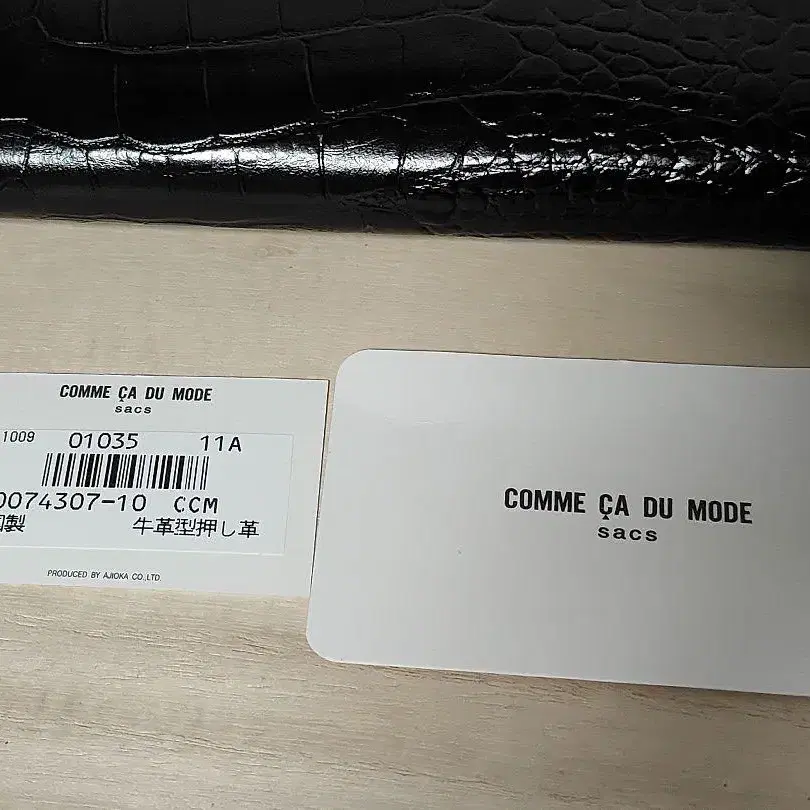 COMME ÇA DU MODE
sacs
1009 01035 11A
0074307-10 CCM
国製 牛革型押し革
PRODUCED BY AJIOKA CO.,LTD.
COMME ÇA DU MODE
sacs